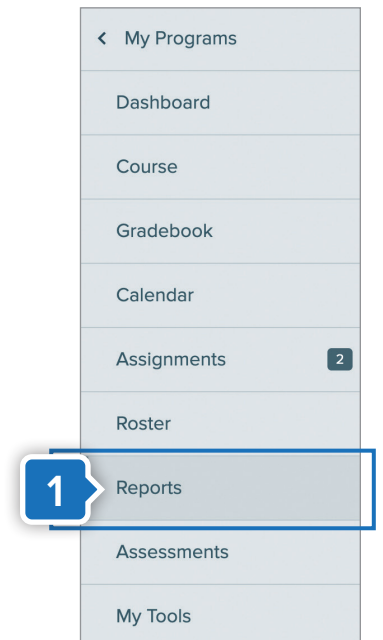 My Programs
Dashboard
Course
Gradebook
Calendar
Assignments 2
Roster
1 Reports
Assessments
My Tools